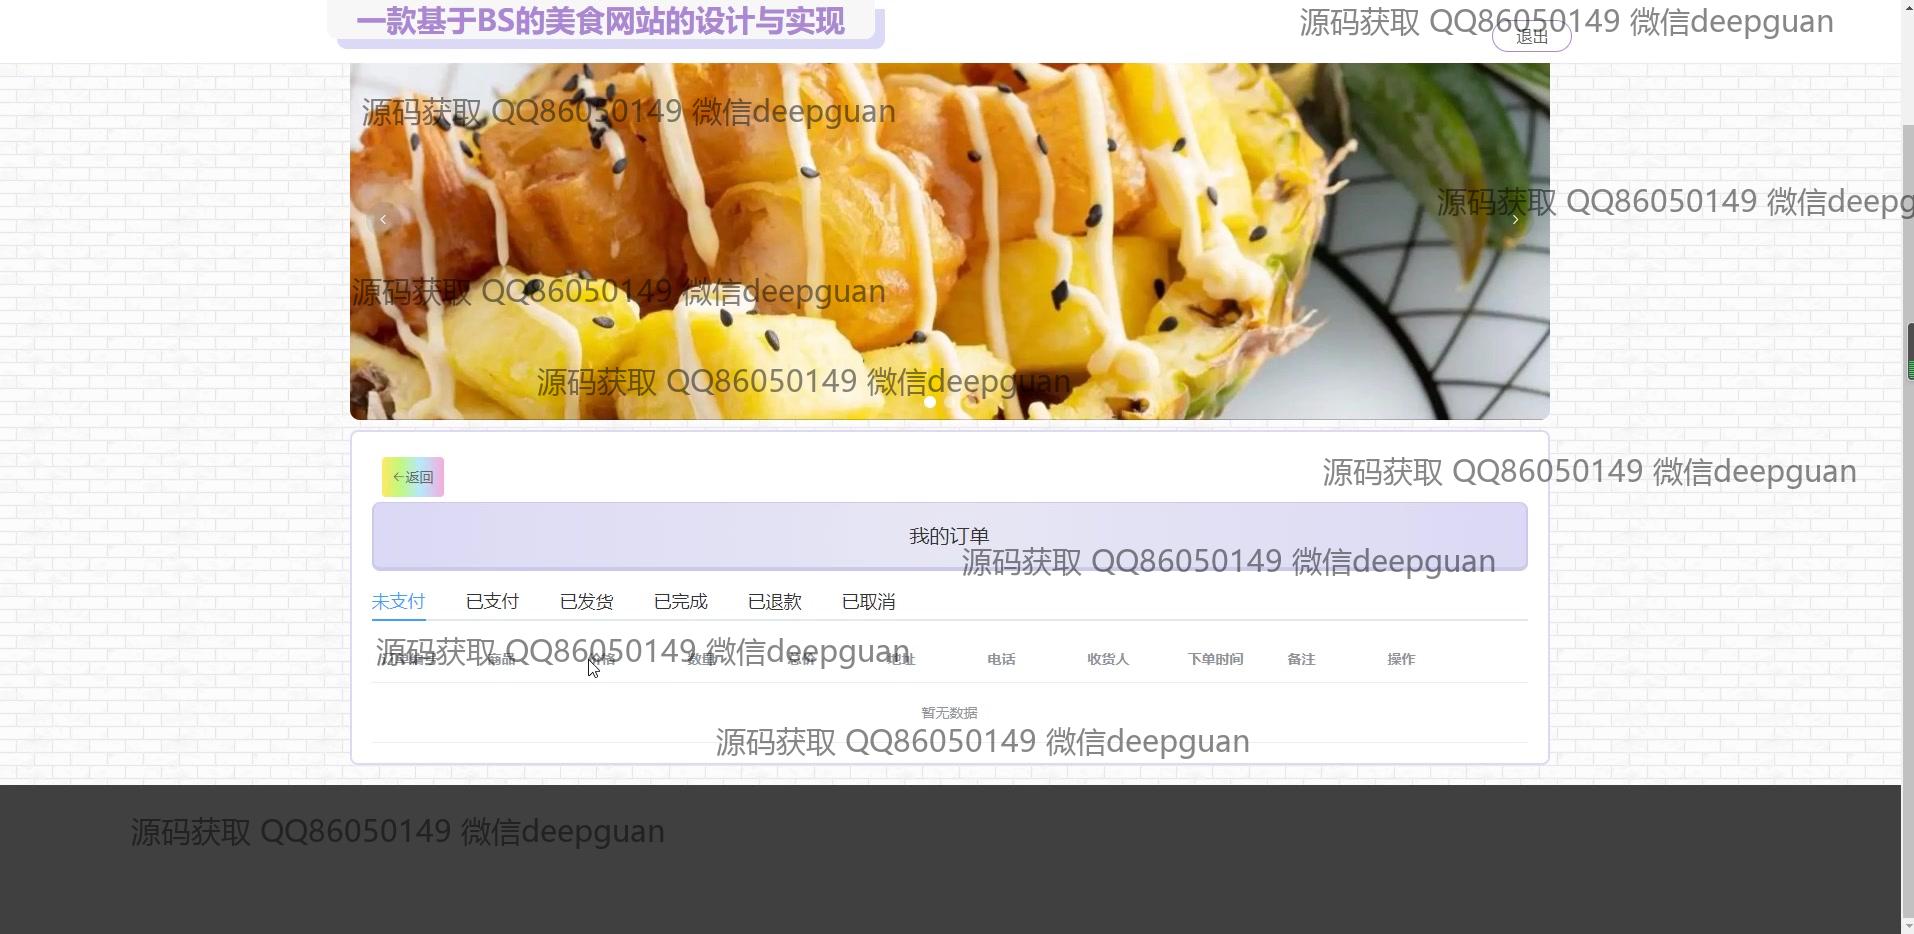 一款基于BS的美食网站的设计与实现
源码获取 QQ86050149 微信deepguan
退出
源码获取 QQ86050149 微信deepguan
源码获取 QQ86050149 微信deepg
源码获取 QQ86050149 微信deepguan
源码获取 QQ86050149 微信deepguan
←返回
源码获取 QQ86050149 微信deepguan
我的订单
源码获取 QQ86050149 微信deepguan
未支付 已支付 已发货 已完成 已退款 已取消
源码获取 QQ86050149 微信deepguan
订单编号 商品 价格 数量 总价 地址 电话 收货人 下单时间 备注 操作
暂无数据
源码获取 QQ86050149 微信deepguan
源码获取 QQ86050149 微信deepguan